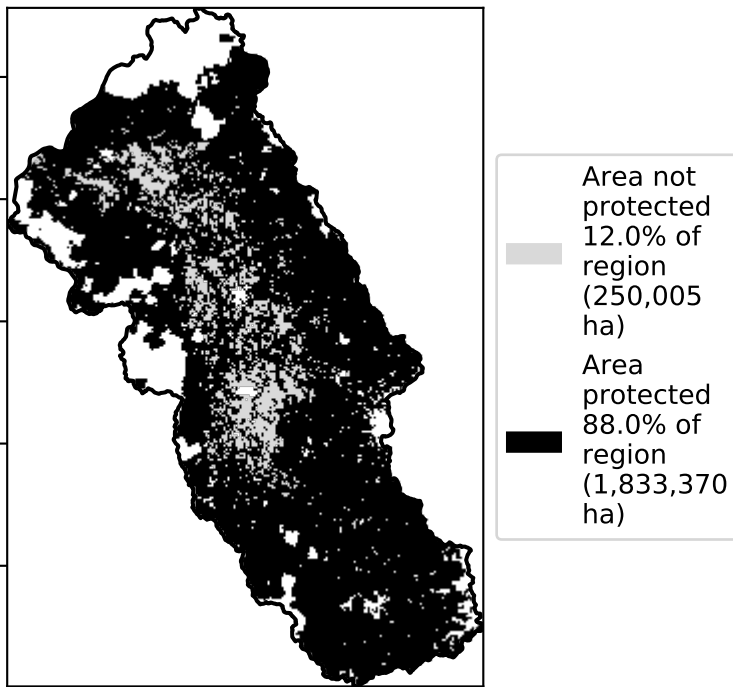 Area not
protected
12.0% of
region
(250,005
ha)
Area
protected
88.0% of
region
(1,833,370
ha)